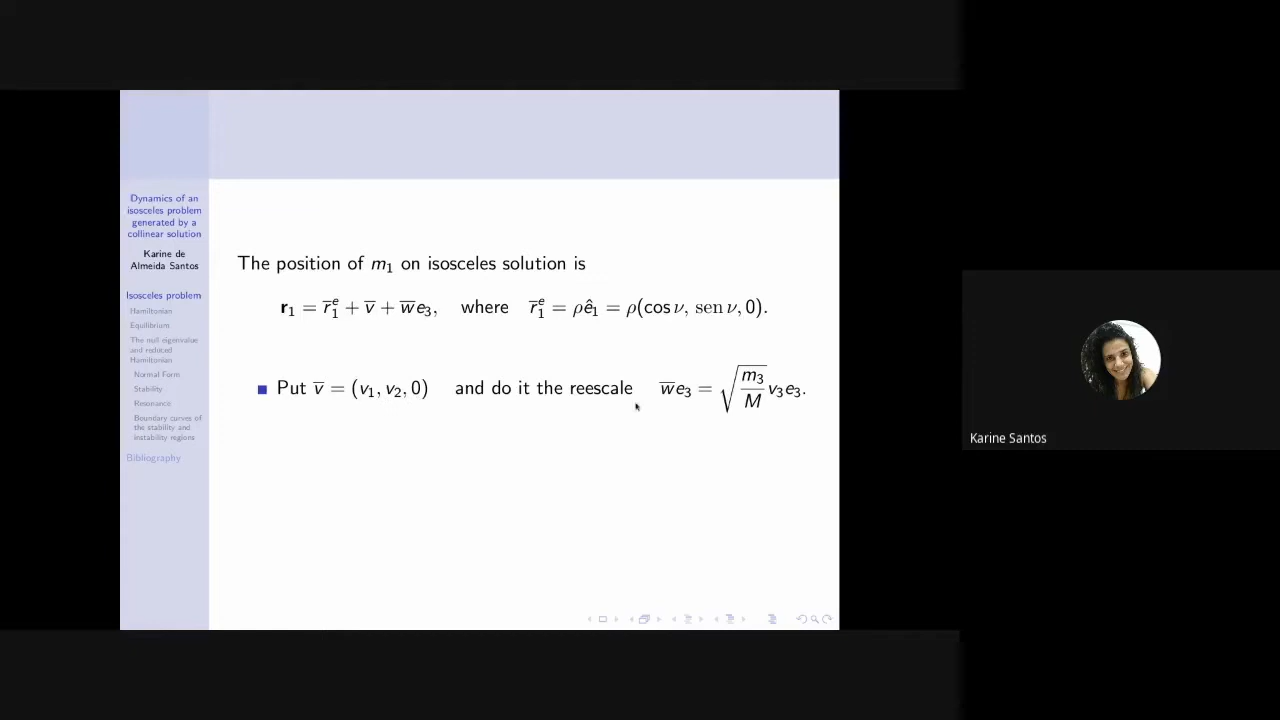 Dynamics of an
isosceles problem
generated by a
collinear solution
Karine de
Almeida Santos
Isosceles problem
Hamiltonian
Equilibrium
The null eigenvalue
and reduced
Hamiltonian
Normal Form
Stability
Resonance
Boundary curves of
the stability and
instability regions
Bibliography
The position of m₁ on isosceles solution is
𝐫₁ = r̅₁ᵉ + v̅ + w̅e₃, where r̅₁ᵉ = ρê₁ = ρ(cos ν, sen ν, 0).
Put v̅ = (v₁, v₂, 0) and do it the reescale w̅e₃ = √(m₃/M) v₃e₃.
Karine Santos